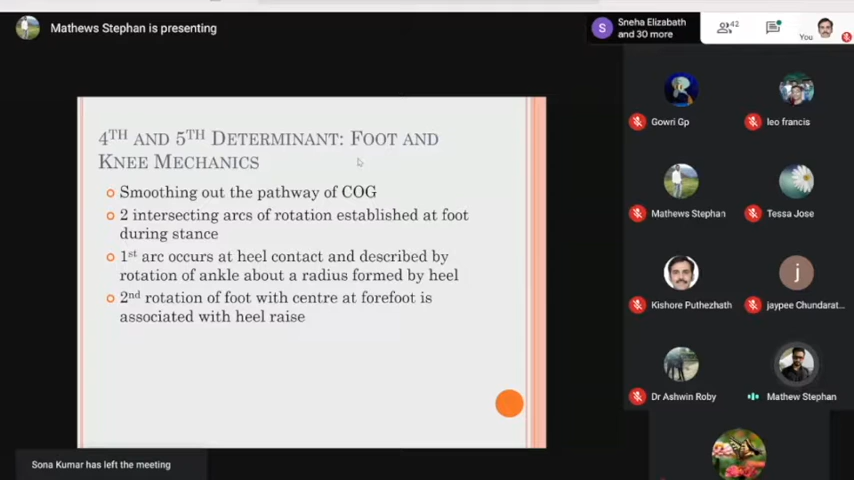 Mathews Stephan is presenting
S
Sneha Elizabath
and 30 more
42
You
4TH AND 5TH DETERMINANT: FOOT AND
KNEE MECHANICS
Smoothing out the pathway of COG
2 intersecting arcs of rotation established at foot
during stance
1st arc occurs at heel contact and described by
rotation of ankle about a radius formed by heel
2nd rotation of foot with centre at forefoot is
associated with heel raise
Gowri Gp
leo francis
Mathews Stephan
Tessa Jose
j
Kishore Puthezhath
jaypee Chundarat...
Dr Ashwin Roby
Mathew Stephan
Sona Kumar has left the meeting